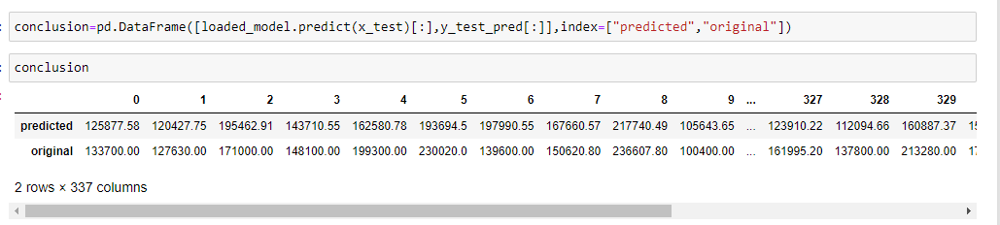 conclusion=pd.DataFrame([loaded_model.predict(x_test)[:],y_test_pred[:]],index=["predicted","original"])
conclusion
0 1 2 3 4 5 6 7 8 9 ... 327 328 329
predicted 125877.58 120427.75 195462.91 143710.55 162580.78 193694.5 197990.55 167660.57 217740.49 105643.65 ... 123910.22 112094.66 160887.37
original 133700.00 127630.00 171000.00 148100.00 199300.00 230020.0 139600.00 150620.80 236607.80 100400.00 ... 161995.20 137800.00 213280.00
2 rows × 337 columns